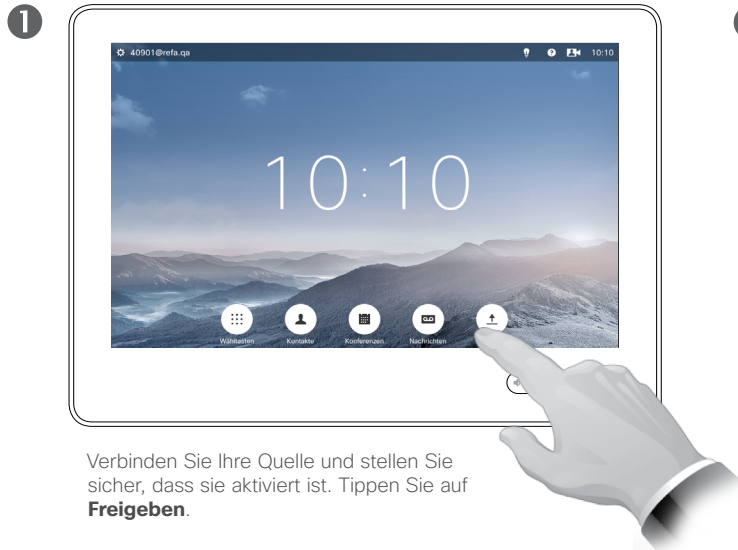 1
40901@refa.qa 10:10
10:10
Wähltasten Kontakte Konferenzen Nachrichten
Verbinden Sie Ihre Quelle und stellen Sie
sicher, dass sie aktiviert ist. Tippen Sie auf
Freigeben.